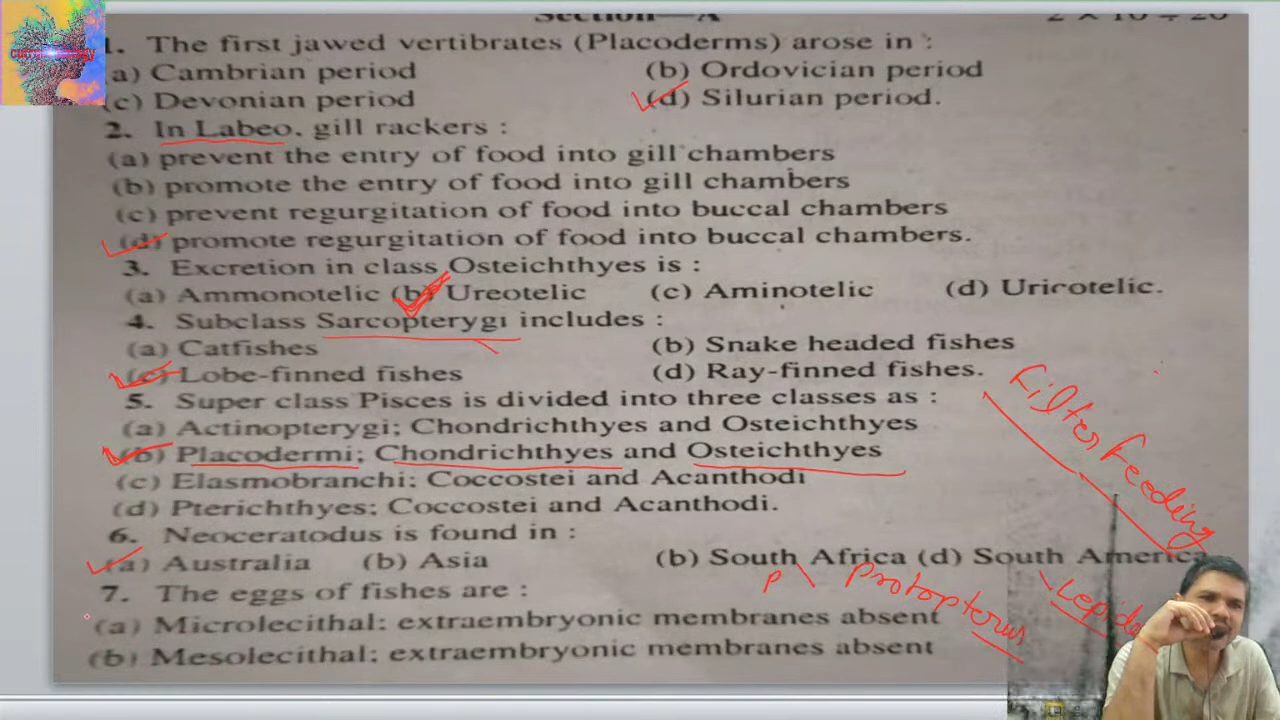 Section—A 2 × 10 = 20
1. The first jawed vertibrates (Placoderms) arose in :
(a) Cambrian period (b) Ordovician period
(c) Devonian period (d) Silurian period.
2. In Labeo, gill rackers :
(a) prevent the entry of food into gill chambers
(b) promote the entry of food into gill chambers
(c) prevent regurgitation of food into buccal chambers
(d) promote regurgitation of food into buccal chambers.
3. Excretion in class Osteichthyes is :
(a) Ammonotelic (b) Ureotelic (c) Aminotelic (d) Uricotelic.
4. Subclass Sarcopterygi includes :
(a) Catfishes (b) Snake headed fishes
(c) Lobe-finned fishes (d) Ray-finned fishes.
5. Super class Pisces is divided into three classes as :
(a) Actinopterygi; Chondrichthyes and Osteichthyes
(b) Placodermi; Chondrichthyes and Osteichthyes
(c) Elasmobranchi; Coccostei and Acanthodi
(d) Pterichthyes; Coccostei and Acanthodi.
Filter feeding
6. Neoceratodus is found in :
(a) Australia (b) Asia (b) South Africa (d) South America
P Protopterus
7. The eggs of fishes are :
(a) Microlecithal; extraembryonic membranes absent
(b) Mesolecithal; extraembryonic membranes absent